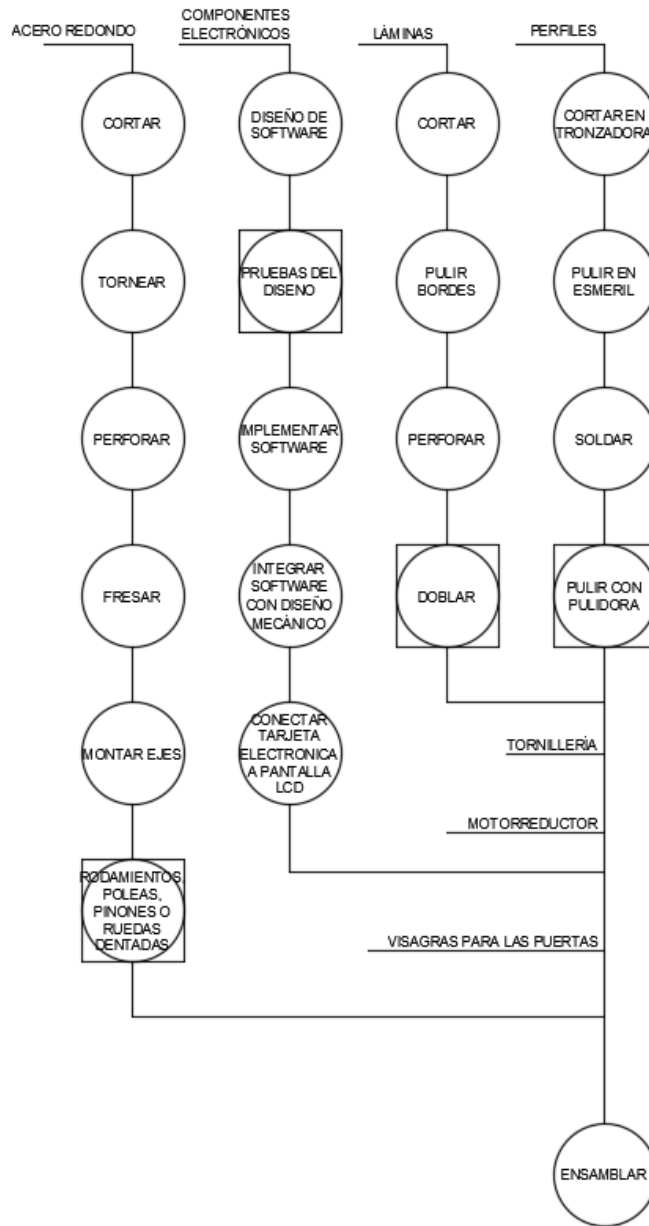 ACERO REDONDO
COMPONENTES
ELECTRÓNICOS
LÁMINAS
PERFILES
CORTAR
DISEÑO DE
SOFTWARE
CORTAR
CORTAR EN
TRONZADORA
TORNEAR
PRUEBAS DEL
DISENO
PULIR
BORDES
PULIR EN
ESMERIL
PERFORAR
IMPLEMENTAR
SOFTWARE
PERFORAR
SOLDAR
FRESAR
INTEGRAR
SOFTWARE
CON DISEÑO
MECÁNICO
DOBLAR
PULIR CON
PULIDORA
MONTAR EJES
CONECTAR
TARJETA
ELECTRONICA
A PANTALLA
LCD
TORNILLERÍA
MOTORREDUCTOR
RODAMIENTOS,
POLEAS,
PINONES O
RUEDAS
DENTADAS
VISAGRAS PARA LAS PUERTAS
ENSAMBLAR